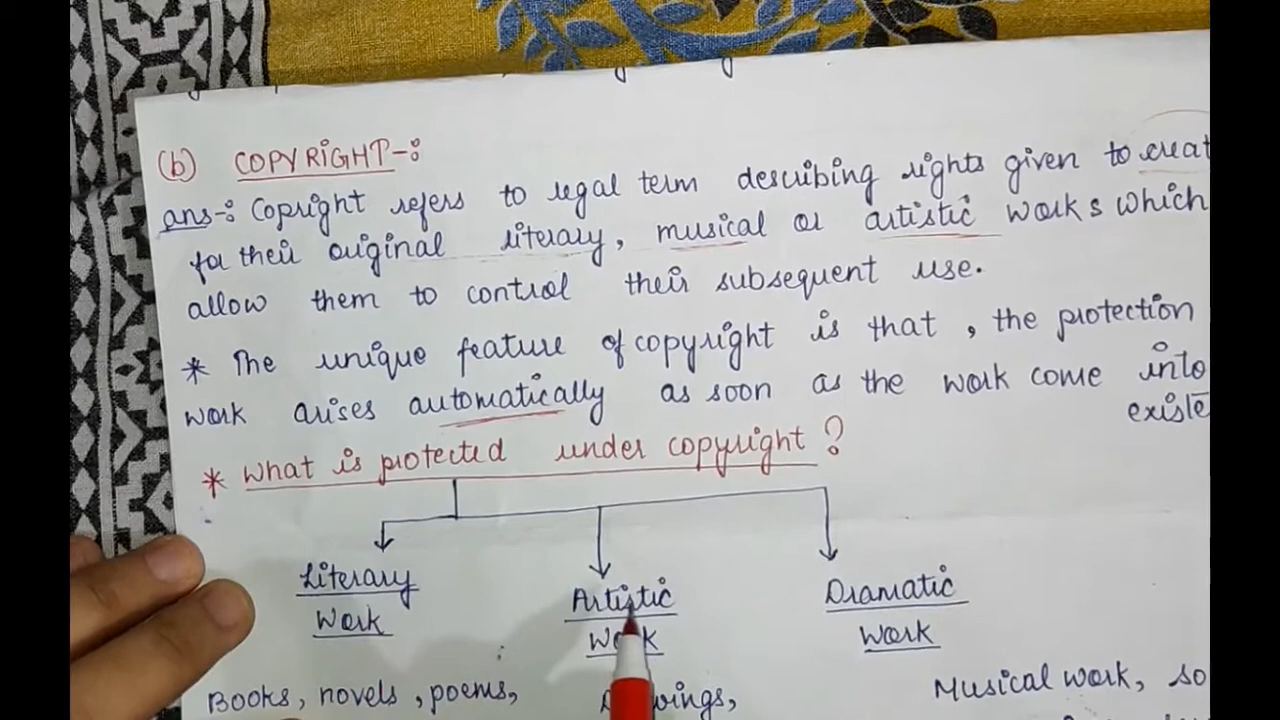 (b) COPYRIGHT-:
ans-: Copright refers to legal term describing rights given to creat
for their original literary, musical or artistic works which
allow them to control their subsequent use.
* The unique feature of copyright is that, the protection
work arises automatically as soon as the work come into
existe
* What is protected under copyright?
Literary Artistic Dramatic
Work Work Work
Books, novels, poems, Drawings, Musical work, so